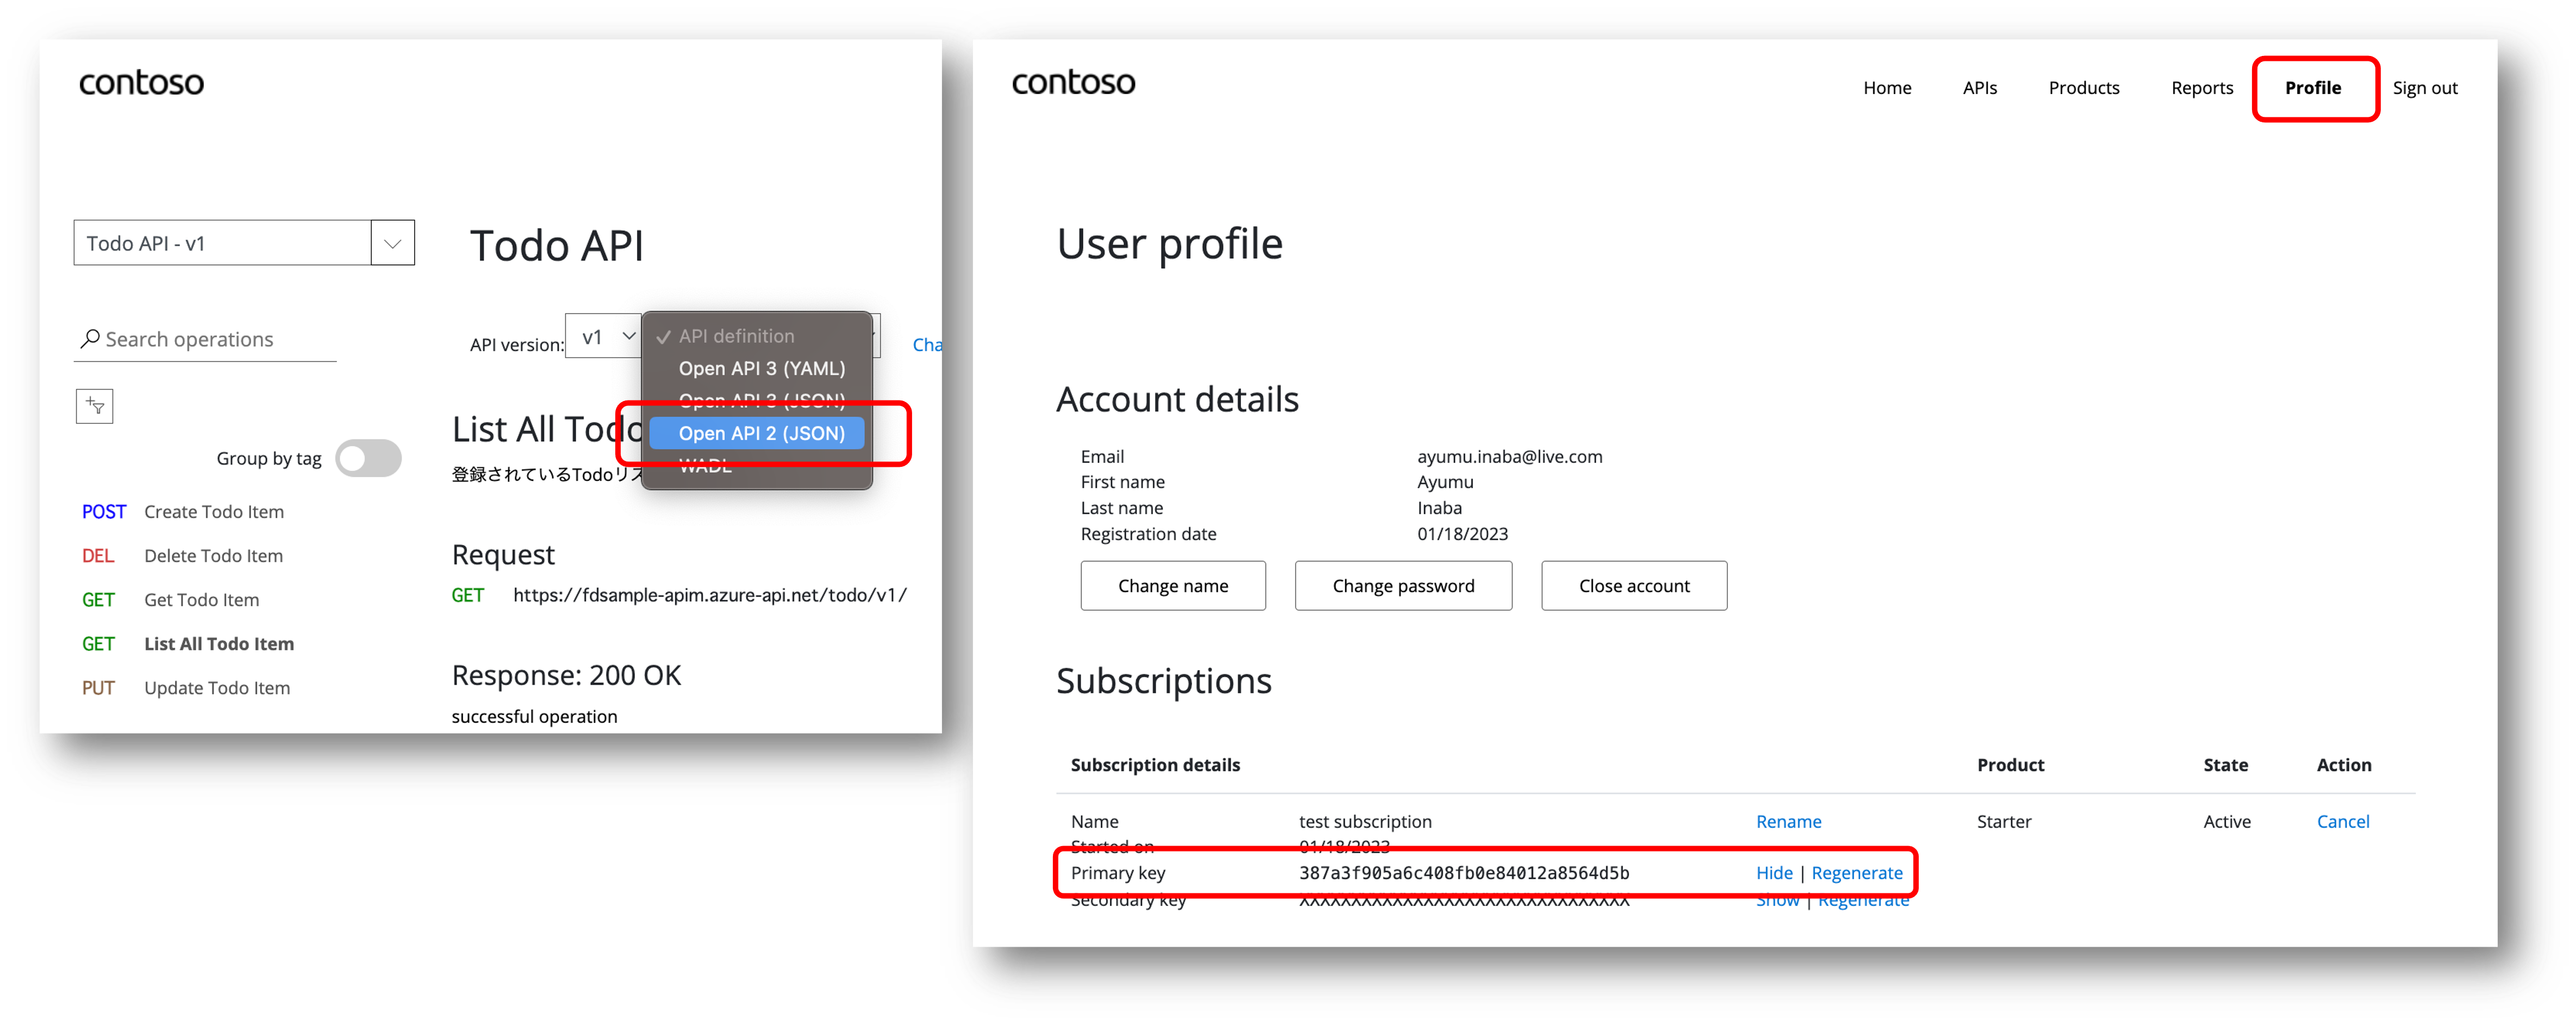 contoso
Todo API - v1
Search operations
Group by tag
POST Create Todo Item
DEL Delete Todo Item
GET Get Todo Item
GET List All Todo Item
PUT Update Todo Item
Todo API
API version: v1
API definition
Open API 3 (YAML)
Open API 3 (JSON)
Open API 2 (JSON)
WADL
Cha
List All Todo
登録されているTodoリス
Request
GET https://fdsample-apim.azure-api.net/todo/v1/
Response: 200 OK
successful operation
contoso
Home APIs Products Reports Profile Sign out
User profile
Account details
Email ayumu.inaba@live.com
First name Ayumu
Last name Inaba
Registration date 01/18/2023
Change name Change password Close account
Subscriptions
Subscription details Product State Action
Name test subscription Rename Starter Active Cancel
Started on 01/18/2023
Primary key 387a3f905a6c408fb0e84012a8564d5b Hide | Regenerate
Secondary key XXXXXXXXXXXXXXXXXXXXXXXXXXXXXXXX Show | Regenerate